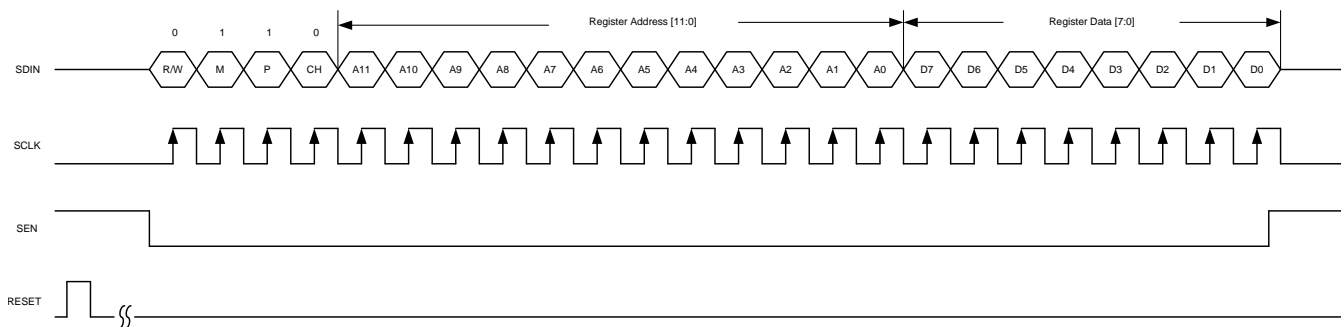 Register Address [11:0] Register Data [7:0]
0 1 1 0
SDIN R/W M P CH A11 A10 A9 A8 A7 A6 A5 A4 A3 A2 A1 A0 D7 D6 D5 D4 D3 D2 D1 D0
SCLK
SEN
RESET